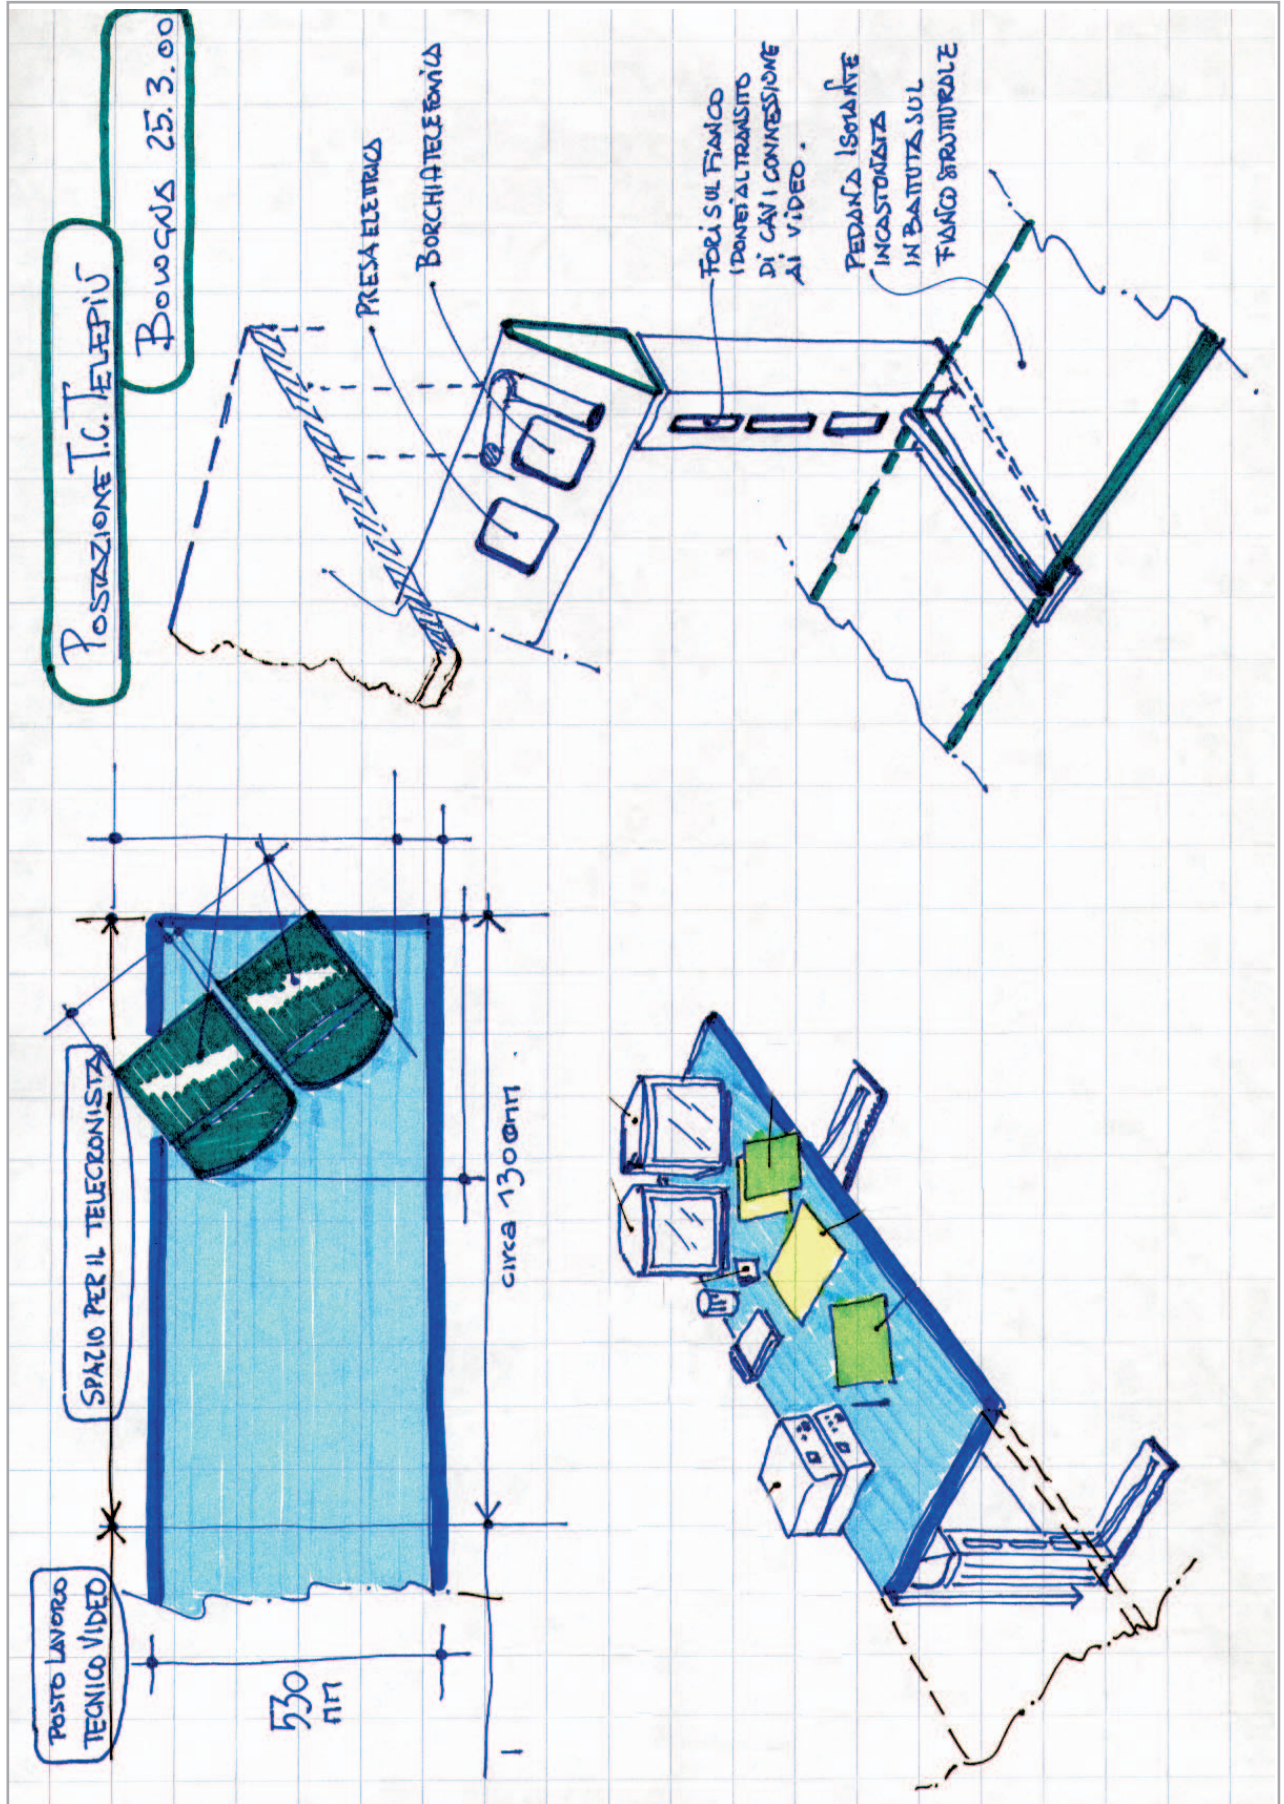 POSTAZIONE T.C. TELEPIÙ
BOLOGNA 25.3.00
POSTO LAVORO
TECNICO VIDEO
SPAZIO PER IL TELECRONISTA
530
mm
circa 1300mm
PRESA ELETTRICA
BORCHIA TELEFONICA
FORI SUL FIANCO
IDONEI AL TRANSITO
DI CAVI CONNESSIONE
AI VIDEO.
PEDANA ISOLANTE
INCASTONATA
IN BATTUTA SUL
FIANCO STRUTTURALE